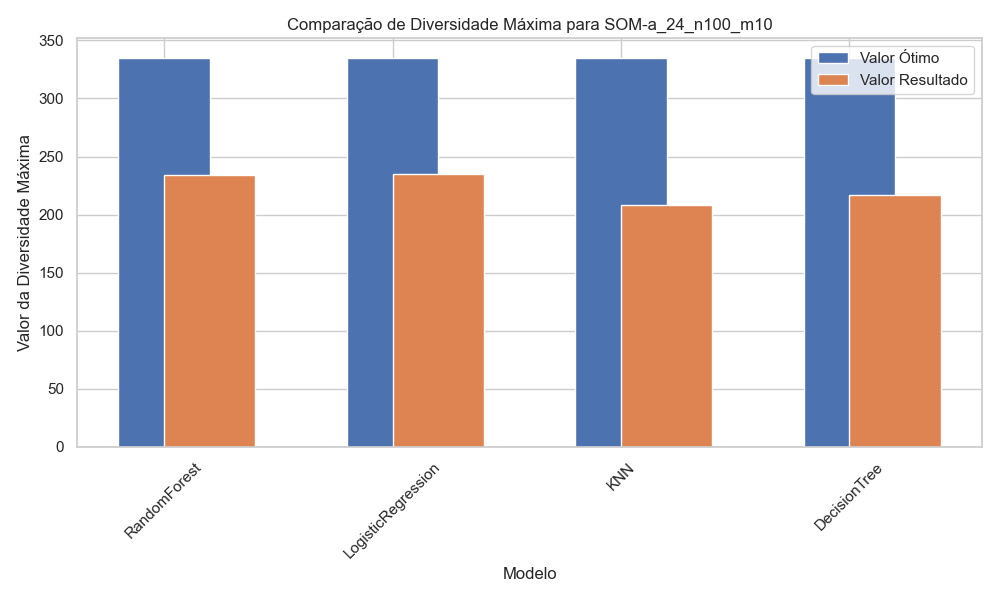 Comparação de Diversidade Máxima para SOM-a_24_n100_m10
Valor Ótimo
Valor Resultado
Valor da Diversidade Máxima
350
300
250
200
150
100
50
0
RandomForest
LogisticRegression
KNN
DecisionTree
Modelo